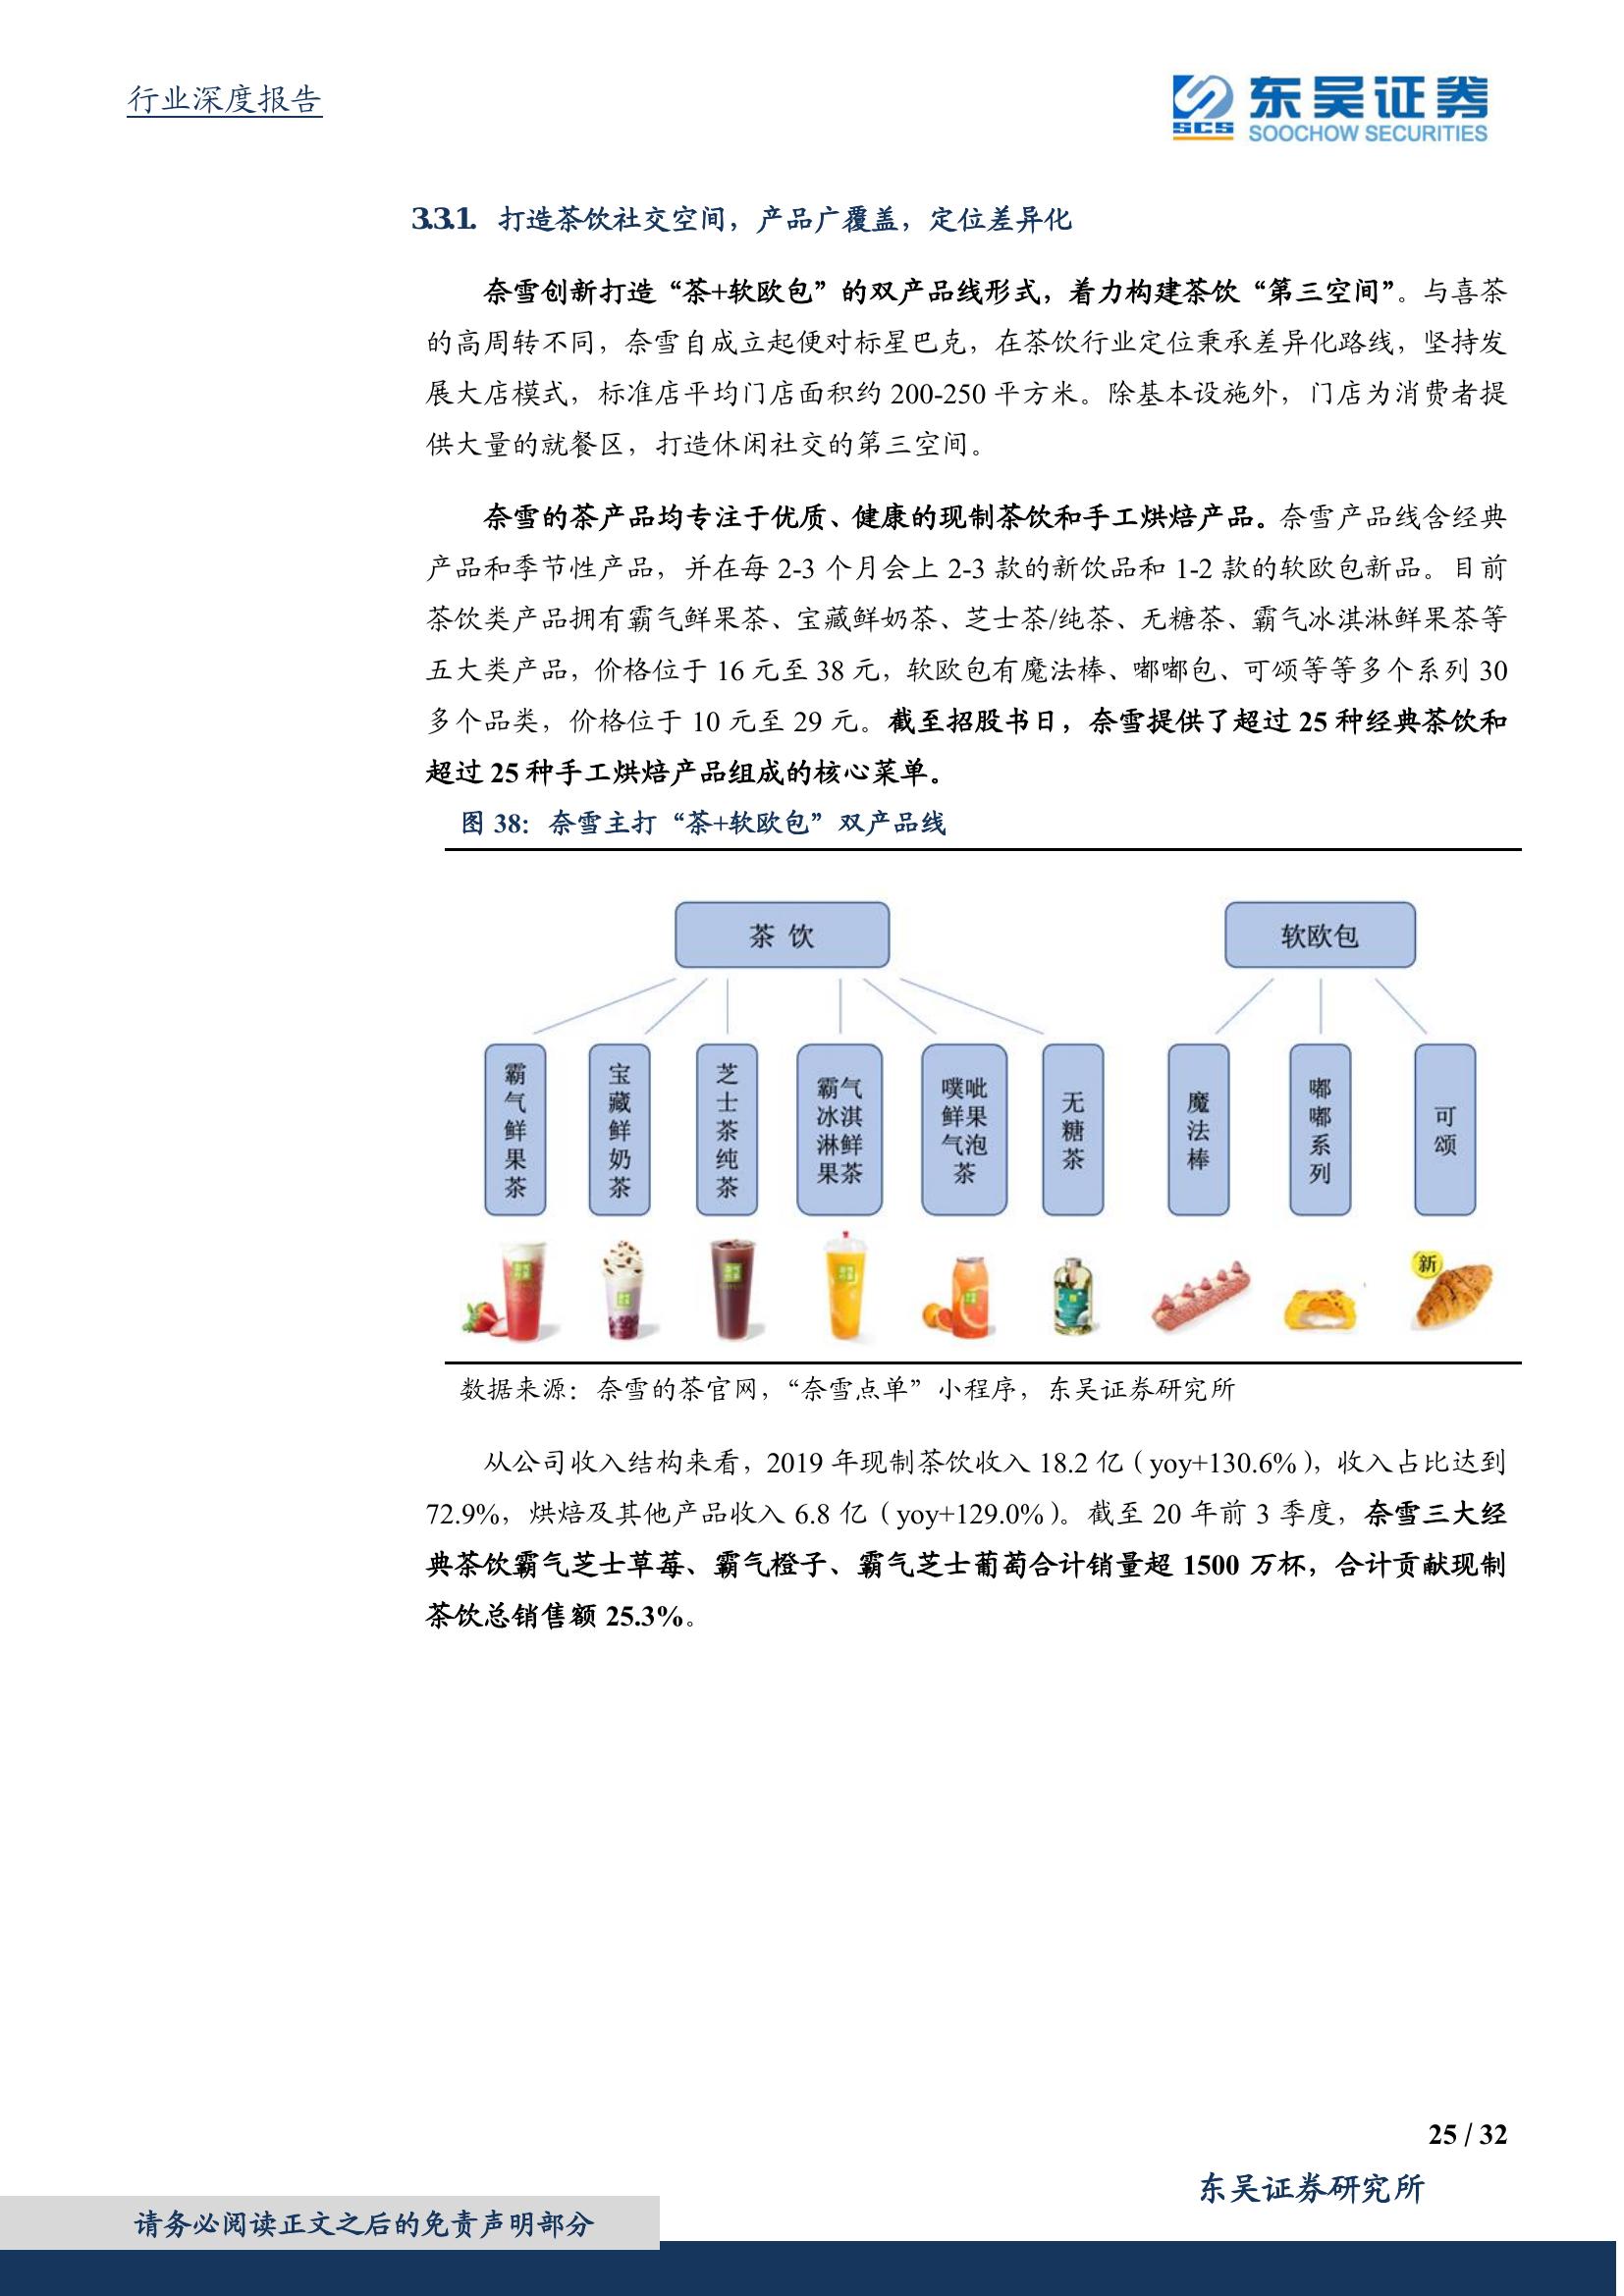 行业深度报告
SCS 东吴证券
SOOCHOW SECURITIES
3.3.1. 打造茶饮社交空间，产品广覆盖，定位差异化
奈雪创新打造“茶+软欧包”的双产品线形式，着力构建茶饮“第三空间”。与喜茶
的高周转不同，奈雪自成立起便对标星巴克，在茶饮行业定位秉承差异化路线，坚持发
展大店模式，标准店平均门店面积约 200-250 平方米。除基本设施外，门店为消费者提
供大量的就餐区，打造休闲社交的第三空间。
奈雪的茶产品均专注于优质、健康的现制茶饮和手工烘焙产品。奈雪产品线含经典
产品和季节性产品，并在每 2-3 个月会上 2-3 款的新饮品和 1-2 款的软欧包新品。目前
茶饮类产品拥有霸气鲜果茶、宝藏鲜奶茶、芝士茶/纯茶、无糖茶、霸气冰淇淋鲜果茶等
五大类产品，价格位于 16 元至 38 元，软欧包有魔法棒、嘟嘟包、可颂等等多个系列 30
多个品类，价格位于 10 元至 29 元。截至招股书日，奈雪提供了超过 25 种经典茶饮和
超过 25 种手工烘焙产品组成的核心菜单。
图 38：奈雪主打“茶+软欧包”双产品线
茶 饮
软欧包
霸气鲜果茶
宝藏鲜奶茶
芝士茶纯茶
霸气
冰淇
淋鲜
果茶
噗呲
鲜果
气泡
茶
无糖茶
魔法棒
嘟嘟系列
可颂
新
数据来源：奈雪的茶官网，“奈雪点单”小程序，东吴证券研究所
从公司收入结构来看，2019 年现制茶饮收入 18.2 亿（yoy+130.6%），收入占比达到
72.9%，烘焙及其他产品收入 6.8 亿（yoy+129.0%）。截至 20 年前 3 季度，奈雪三大经
典茶饮霸气芝士草莓、霸气橙子、霸气芝士葡萄合计销量超 1500 万杯，合计贡献现制
茶饮总销售额 25.3%。
25 / 32
东吴证券研究所
请务必阅读正文之后的免责声明部分